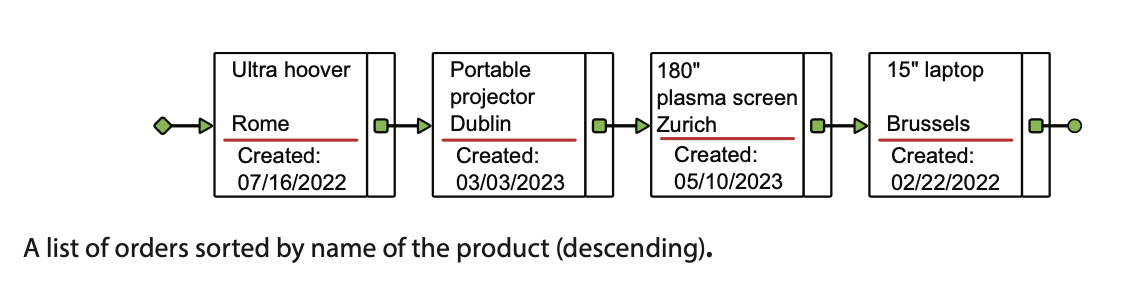 Ultra hoover
Rome
Created:
07/16/2022
Portable
projector
Dublin
Created:
03/03/2023
180"
plasma screen
Zurich
Created:
05/10/2023
15" laptop
Brussels
Created:
02/22/2022
A list of orders sorted by name of the product (descending).